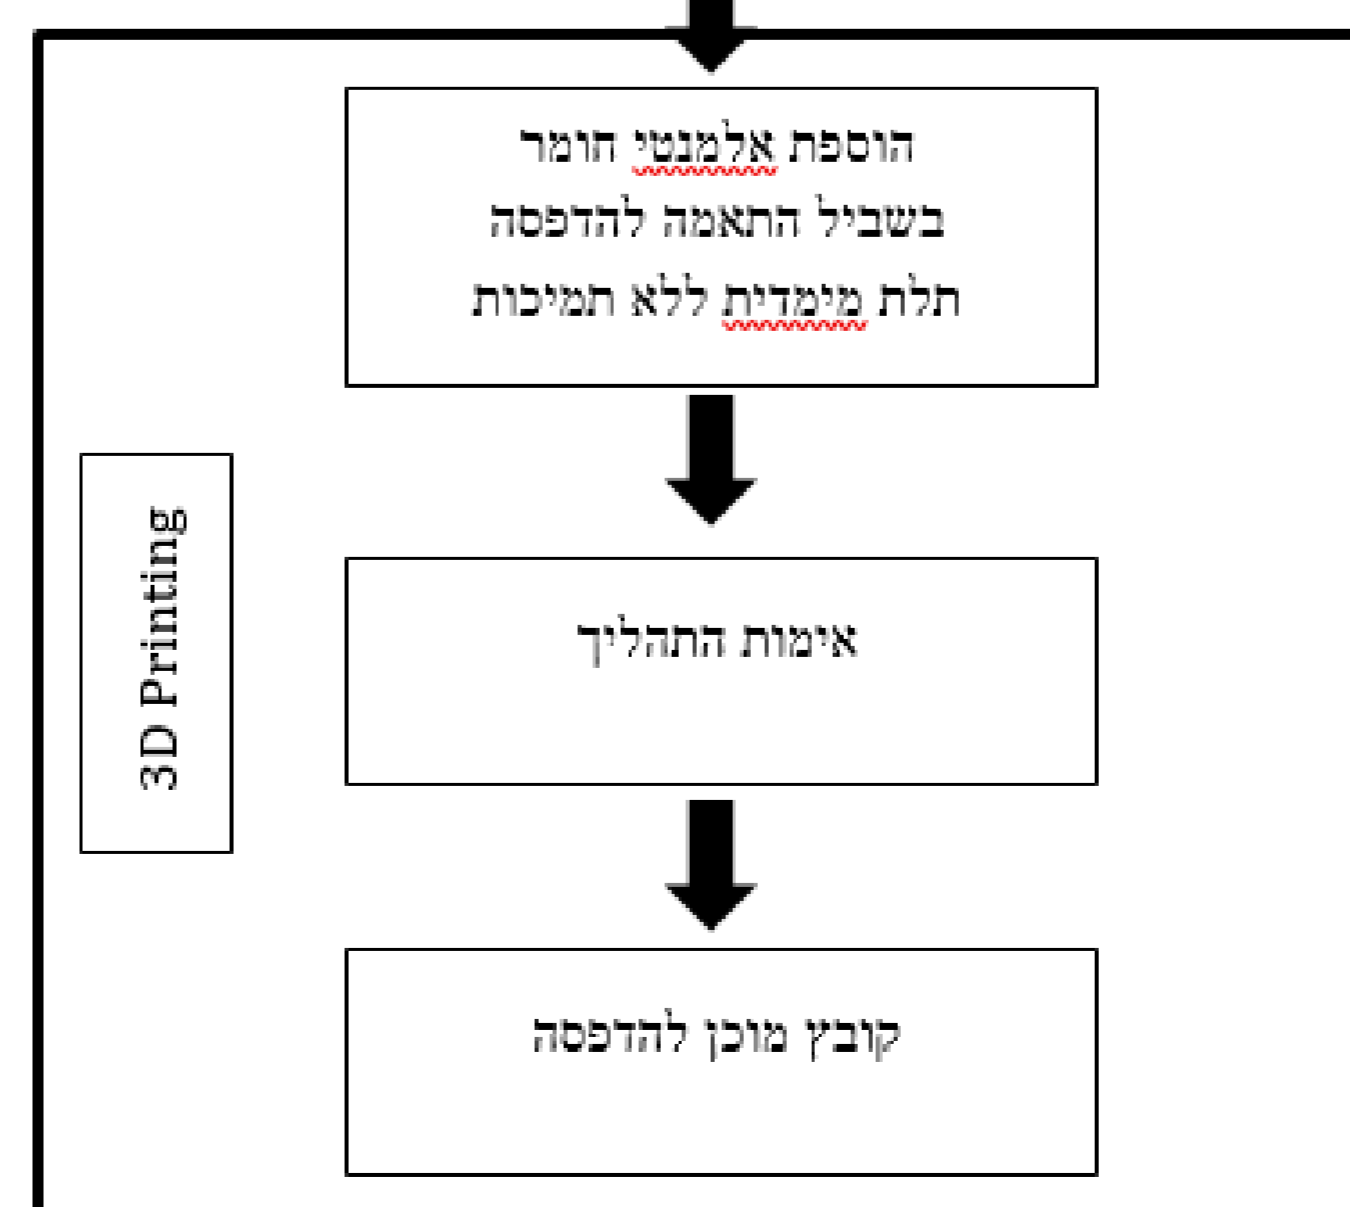 הוספת אלמנטי חומר
בשביל התאמה להדפסה
תלת מימדית ללא תמיכות
3D Printing
אימות התהליך
קובץ מוכן להדפסה